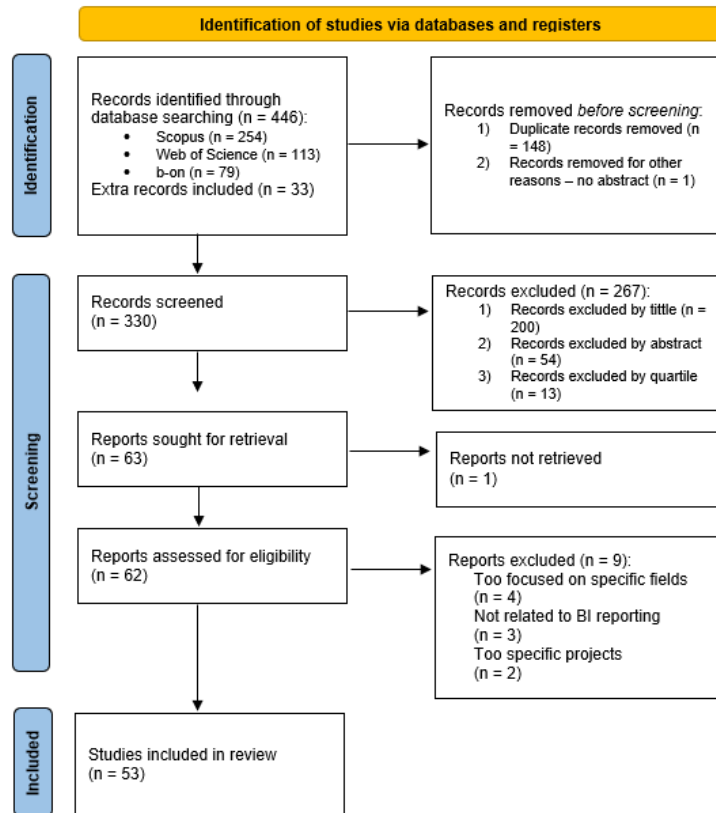 Identification of studies via databases and registers
Identification
Records identified through
database searching (n = 446):
• Scopus (n = 254)
• Web of Science (n = 113)
• b-on (n = 79)
Extra records included (n = 33)
Records removed before screening:
1) Duplicate records removed (n
= 148)
2) Records removed for other
reasons – no abstract (n = 1)
Screening
Records screened
(n = 330)
Records excluded (n = 267):
1) Records excluded by tittle (n =
200)
2) Records excluded by abstract
(n = 54)
3) Records excluded by quartile
(n = 13)
Reports sought for retrieval
(n = 63)
Reports not retrieved
(n = 1)
Reports assessed for eligibility
(n = 62)
Reports excluded (n = 9):
Too focused on specific fields
(n = 4)
Not related to BI reporting
(n = 3)
Too specific projects
(n = 2)
Included
Studies included in review
(n = 53)